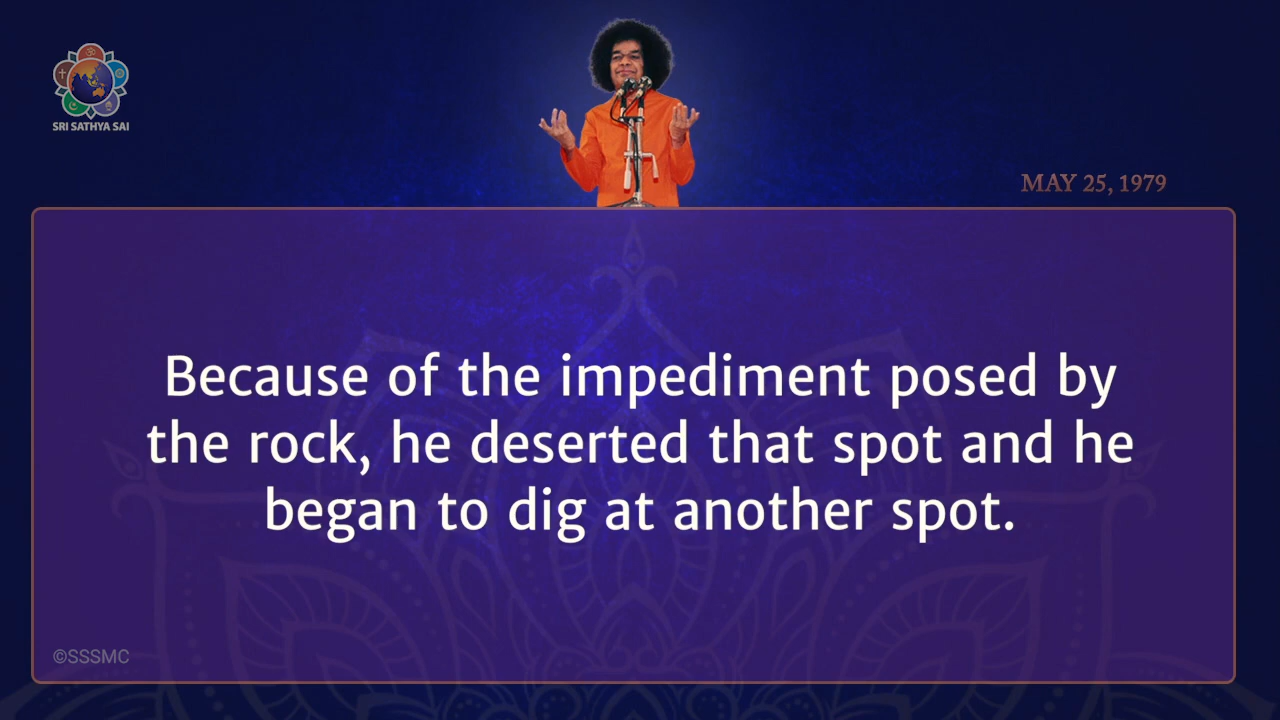 SRI SATHYA SAI
MAY 25, 1979
Because of the impediment posed by
the rock, he deserted that spot and he
began to dig at another spot.
©SSSMC